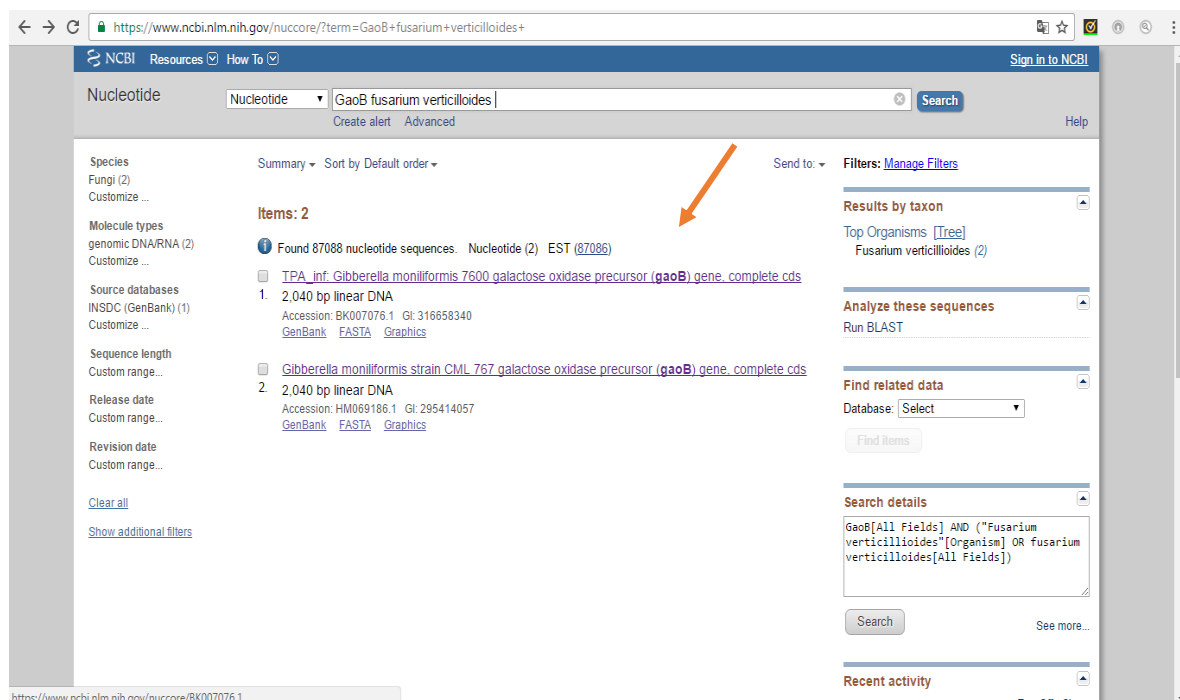 https://www.ncbi.nlm.nih.gov/nuccore/?term=GaoB+fusarium+verticilloides+
NCBI Resources How To Sign in to NCBI
Nucleotide
Nucleotide GaoB fusarium verticilloides Search
Create alert Advanced
Help
Species
Fungi (2)
Customize ...
Molecule types
genomic DNA/RNA (2)
Customize ...
Source databases
INSDC (GenBank) (1)
Customize ...
Sequence length
Custom range...
Release date
Custom range...
Revision date
Custom range...
Clear all
Show additional filters
Summary Sort by Default order Send to:
Items: 2
Found 87088 nucleotide sequences. Nucleotide (2) EST (87086)
TPA_inf: Gibberella moniliformis 7600 galactose oxidase precursor (gaoB) gene, complete cds
1. 2,040 bp linear DNA
Accession: BK007076.1 GI: 316658340
GenBank FASTA Graphics
Gibberella moniliformis strain CML 767 galactose oxidase precursor (gaoB) gene, complete cds
2. 2,040 bp linear DNA
Accession: HM069186.1 GI: 295414057
GenBank FASTA Graphics
Filters: Manage Filters
Results by taxon
Top Organisms [Tree]
Fusarium verticillioides (2)
Analyze these sequences
Run BLAST
Find related data
Database: Select
Find items
Search details
GaoB[All Fields] AND ("Fusarium
verticillioides"[Organism] OR fusarium
verticilloides[All Fields])
Search
See more...
Recent activity
https://www.ncbi.nlm.nih.gov/nuccore/BK007076.1